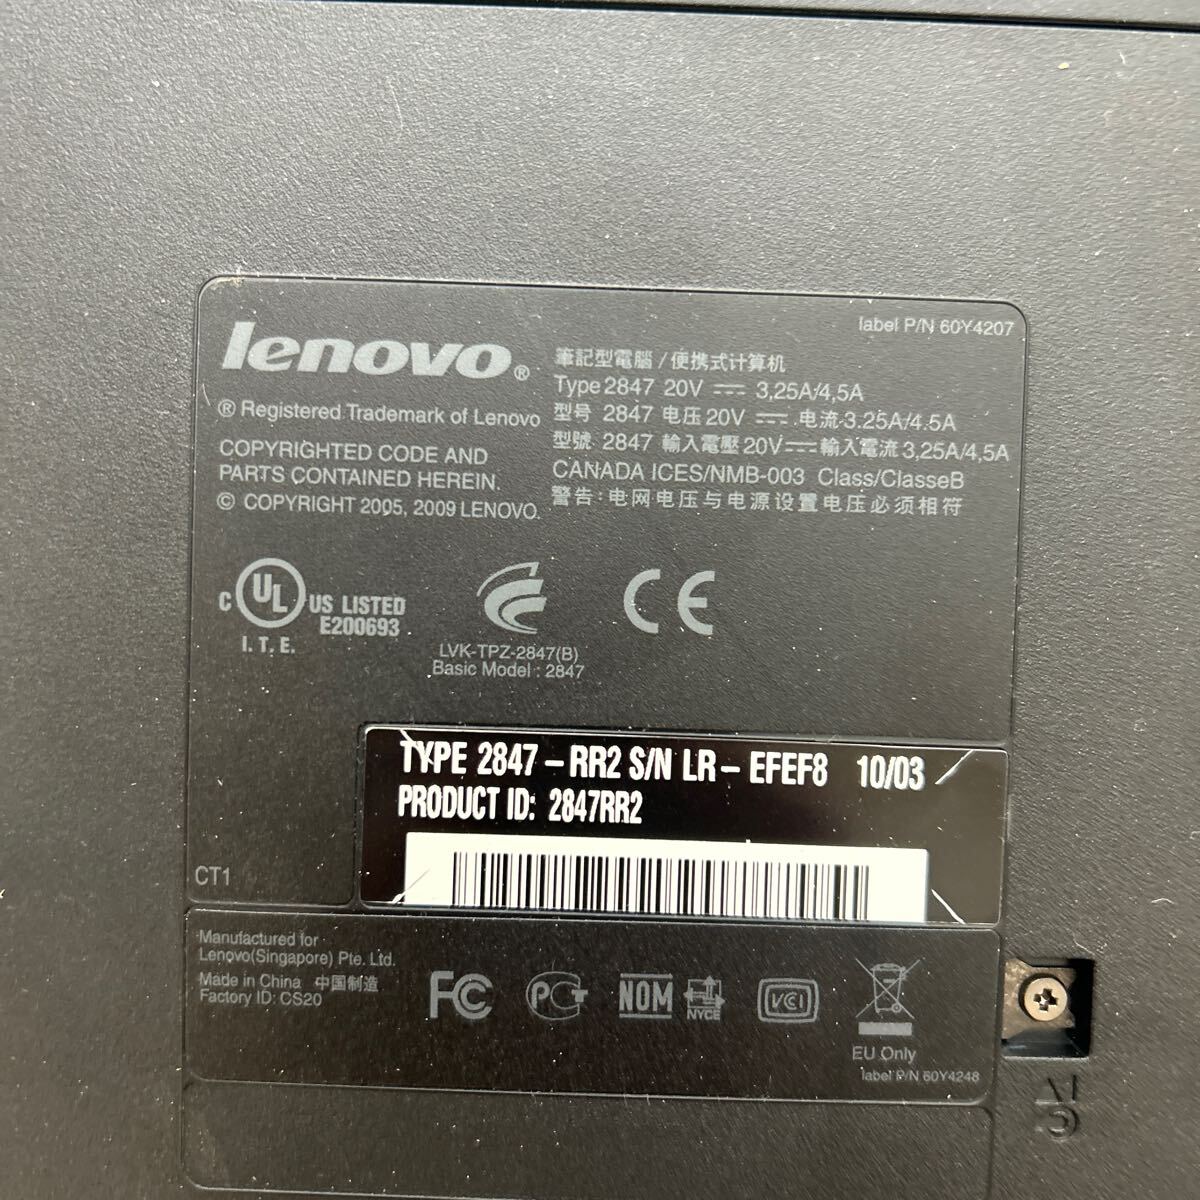 label P/N 60Y4207
lenovo®
® Registered Trademark of Lenovo
COPYRIGHTED CODE AND
PARTS CONTAINED HEREIN.
© COPYRIGHT 2005, 2009 LENOVO.
筆記型電腦 / 便携式计算机
Type 2847 20V 3,25A/4,5A
型号 2847 电压 20V 电流 3.25A/4.5A
型號 2847 輸入電壓 20V 輸入電流 3,25A/4,5A
CANADA ICES/NMB-003 Class/ClasseB
警告:电网电压与电源设置电压必须相符
C UL US LISTED
E200693
I.T.E.
LVK-TPZ-2847(B)
Basic Model : 2847
CE
TYPE 2847 - RR2 S/N LR - EFEF8 10/03
PRODUCT ID: 2847RR2
CT1
Manufactured for
Lenovo(Singapore) Pte. Ltd.
Made in China 中国制造
Factory ID: CS20
FC
PCT
NOM
NYCE
VCI
EU Only
label P/N 60Y4248